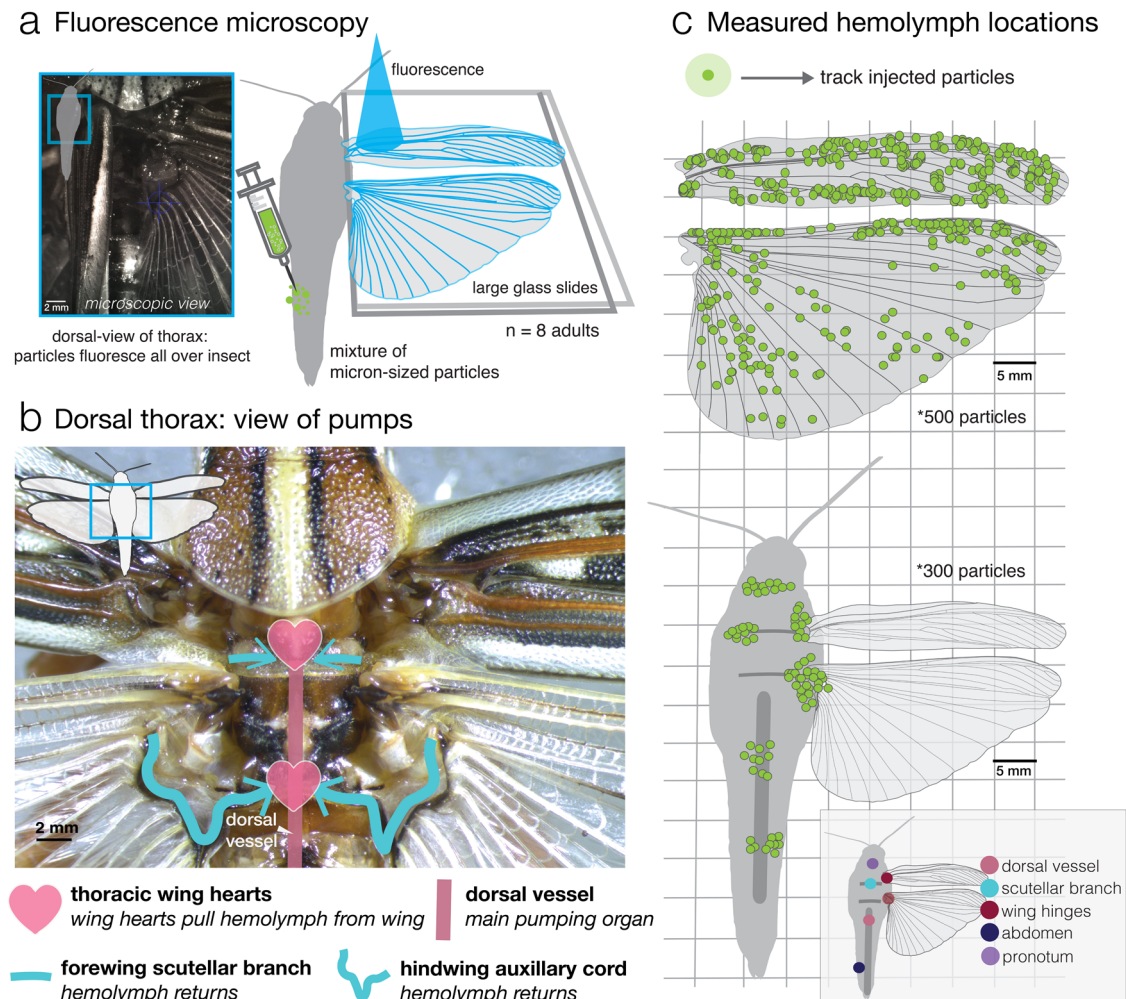 a Fluorescence microscopy
fluorescence
microscopic view
2 mm
large glass slides
n = 8 adults
dorsal-view of thorax:
particles fluoresce all over insect
mixture of
micron-sized particles
b Dorsal thorax: view of pumps
dorsal
vessel
2 mm
thoracic wing hearts
wing hearts pull hemolymph from wing
dorsal vessel
main pumping organ
forewing scutellar branch
hemolymph returns
hindwing auxillary cord
hemolymph returns
c Measured hemolymph locations
track injected particles
5 mm
*500 particles
*300 particles
5 mm
dorsal vessel
scutellar branch
wing hinges
abdomen
pronotum